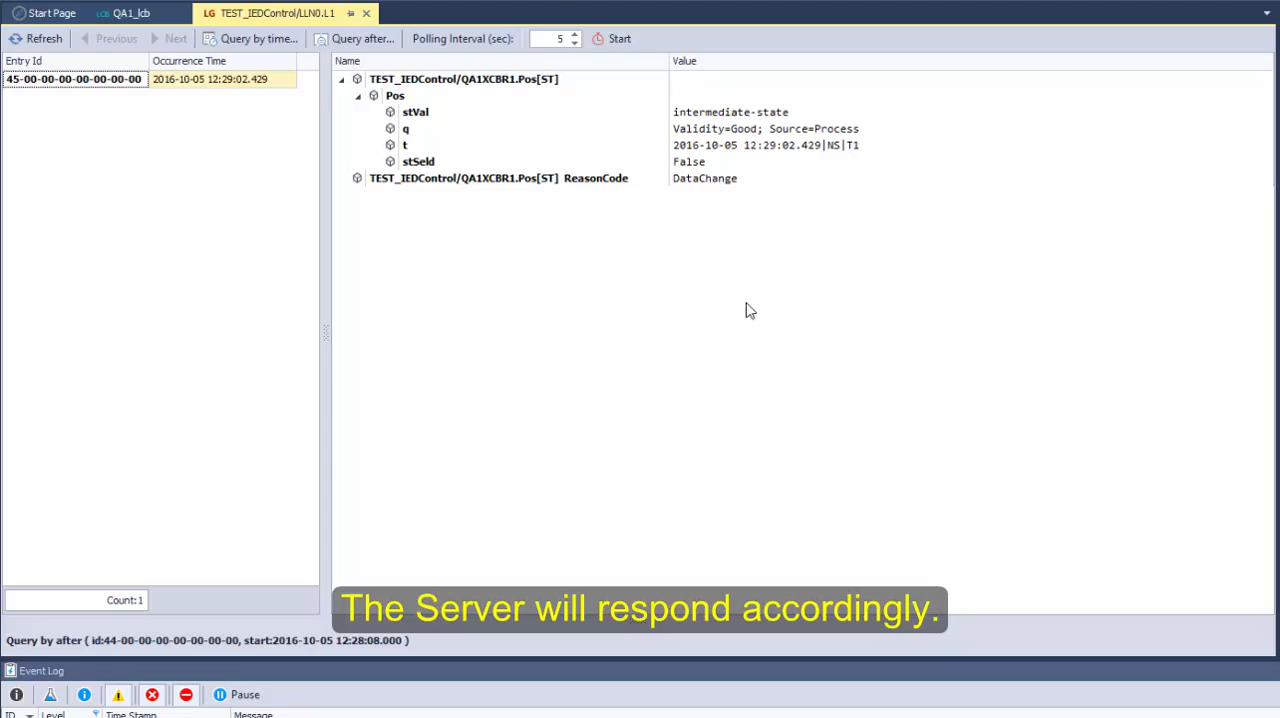 Start Page QA1_lcb TEST_IEDControl/LLN0.L1
Refresh Previous Next Query by time... Query after... Polling Interval (sec): 5 Start
Entry Id Occurrence Time Name Value
45-00-00-00-00-00-00-00 2016-10-05 12:29:02.429 TEST_IEDControl/QA1XCBR1.Pos[ST]
Pos
stVal intermediate-state
q Validity=Good; Source=Process
t 2016-10-05 12:29:02.429|NS|T1
stSeld False
TEST_IEDControl/QA1XCBR1.Pos[ST] ReasonCode DataChange
Count:1
The Server will respond accordingly.
Query by after ( id:44-00-00-00-00-00-00-00, start:2016-10-05 12:28:08.000 )
Event Log
Pause
ID Level Time Stamp Message